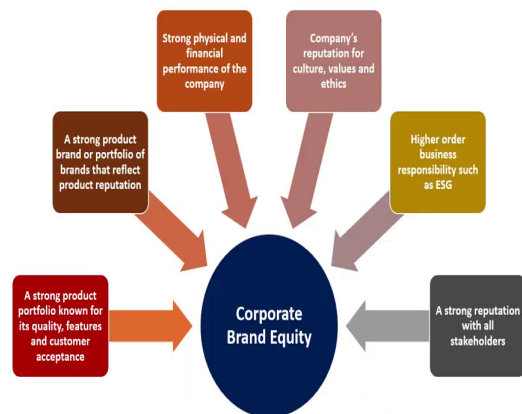 Strong physical and
financial
performance of the
company
Company's
reputation for
culture, values and
ethics
A strong product
brand or portfolio of
brands that reflect
product reputation
Higher order
business
responsibility such
as ESG
A strong product
portfolio known for
its quality, features
and customer
acceptance
Corporate
Brand Equity
A strong reputation
with all
stakeholders